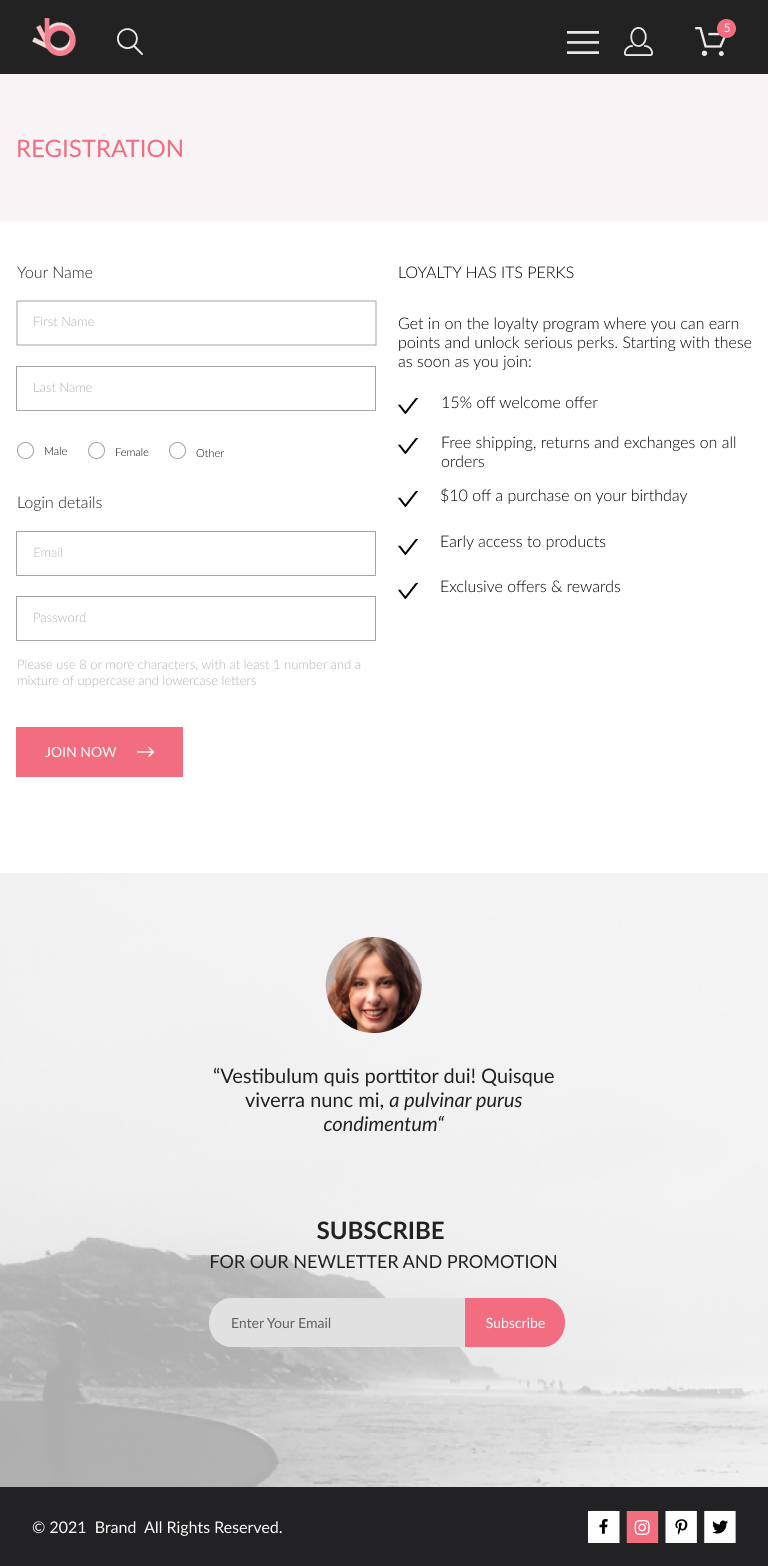 5
REGISTRATION
Your Name
First Name
Last Name
Male Female Other
Login details
Email
Password
Please use 8 or more characters, with at least 1 number and a
mixture of uppercase and lowercase letters
JOIN NOW
LOYALTY HAS ITS PERKS
Get in on the loyalty program where you can earn
points and unlock serious perks. Starting with these
as soon as you join:
15% off welcome offer
Free shipping, returns and exchanges on all
orders
$10 off a purchase on your birthday
Early access to products
Exclusive offers & rewards
“Vestibulum quis porttitor dui! Quisque
viverra nunc mi, a pulvinar purus
condimentum“
SUBSCRIBE
FOR OUR NEWLETTER AND PROMOTION
Enter Your Email Subscribe
© 2021 Brand All Rights Reserved.